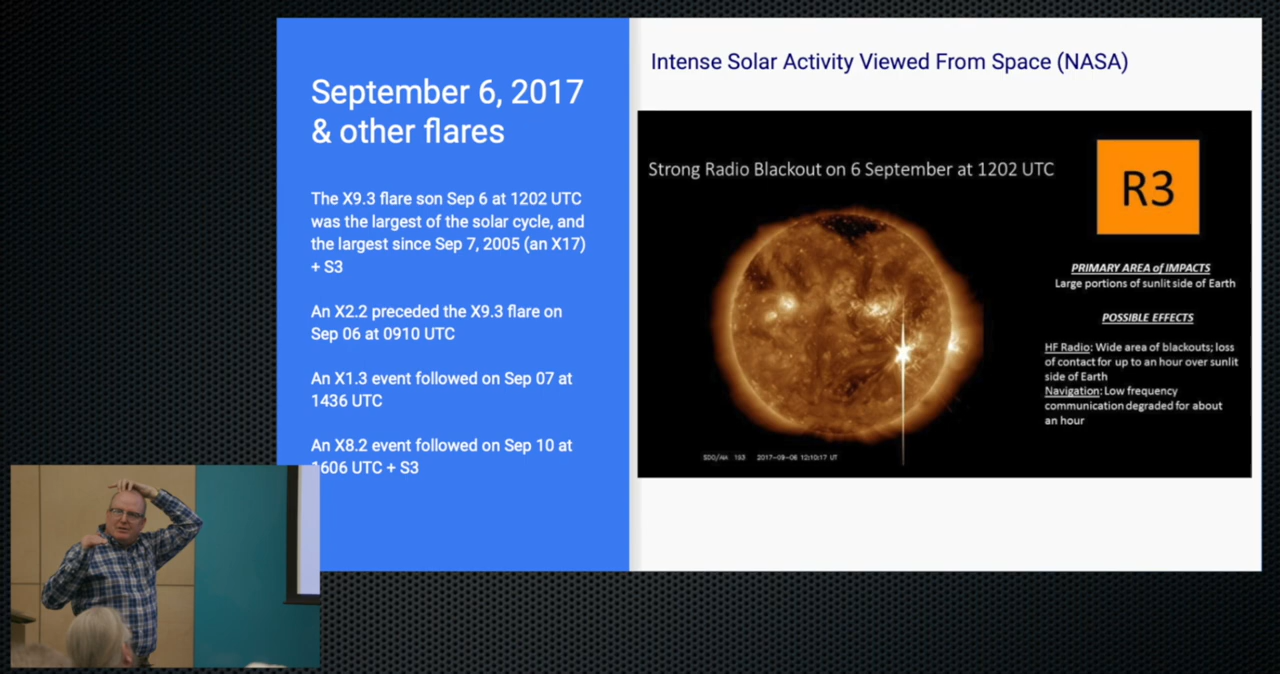 September 6, 2017
& other flares
The X9.3 flare son Sep 6 at 1202 UTC
was the largest of the solar cycle, and
the largest since Sep 7, 2005 (an X17)
+ S3
An X2.2 preceded the X9.3 flare on
Sep 06 at 0910 UTC
An X1.3 event followed on Sep 07 at
1436 UTC
An X8.2 event followed on Sep 10 at
1606 UTC + S3
Intense Solar Activity Viewed From Space (NASA)
Strong Radio Blackout on 6 September at 1202 UTC
R3
PRIMARY AREA of IMPACTS
Large portions of sunlit side of Earth
POSSIBLE EFFECTS
HF Radio: Wide area of blackouts; loss
of contact for up to an hour over sunlit
side of Earth
Navigation: Low frequency
communication degraded for about
an hour
SDO/AIA 193 2017-09-06 12:10:17 UT